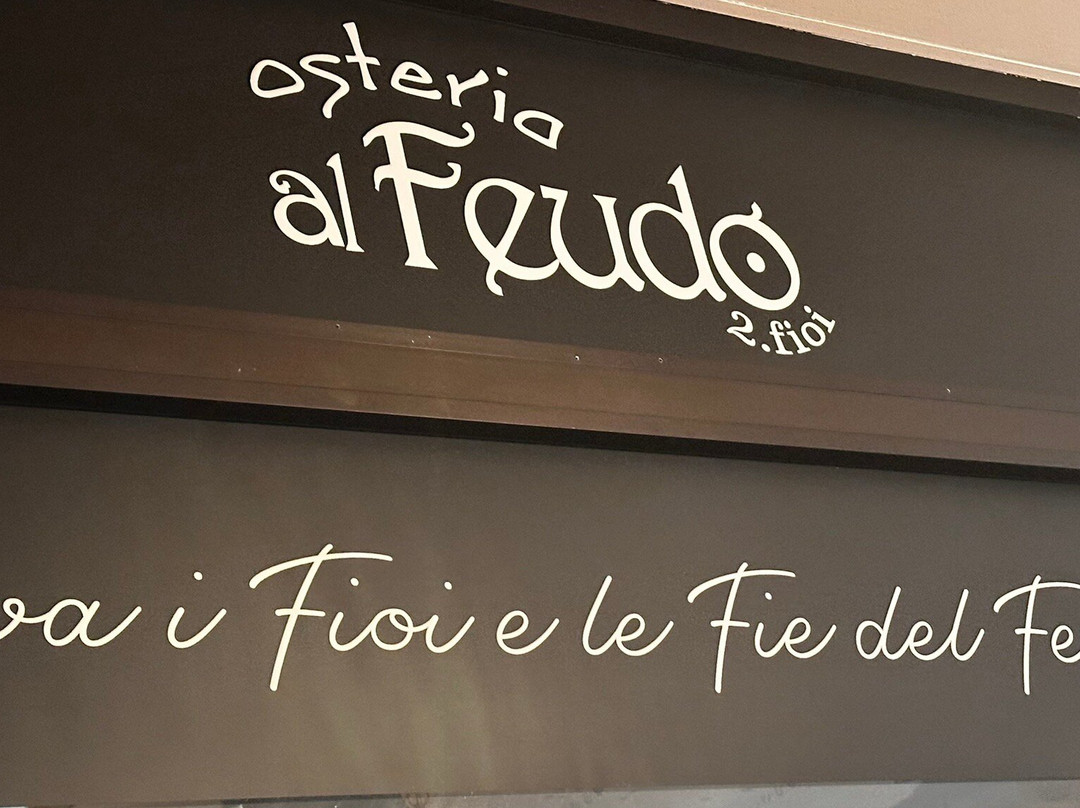 osteria
al Feudo
2.fioi
va i Fioi e le Fie del Fe